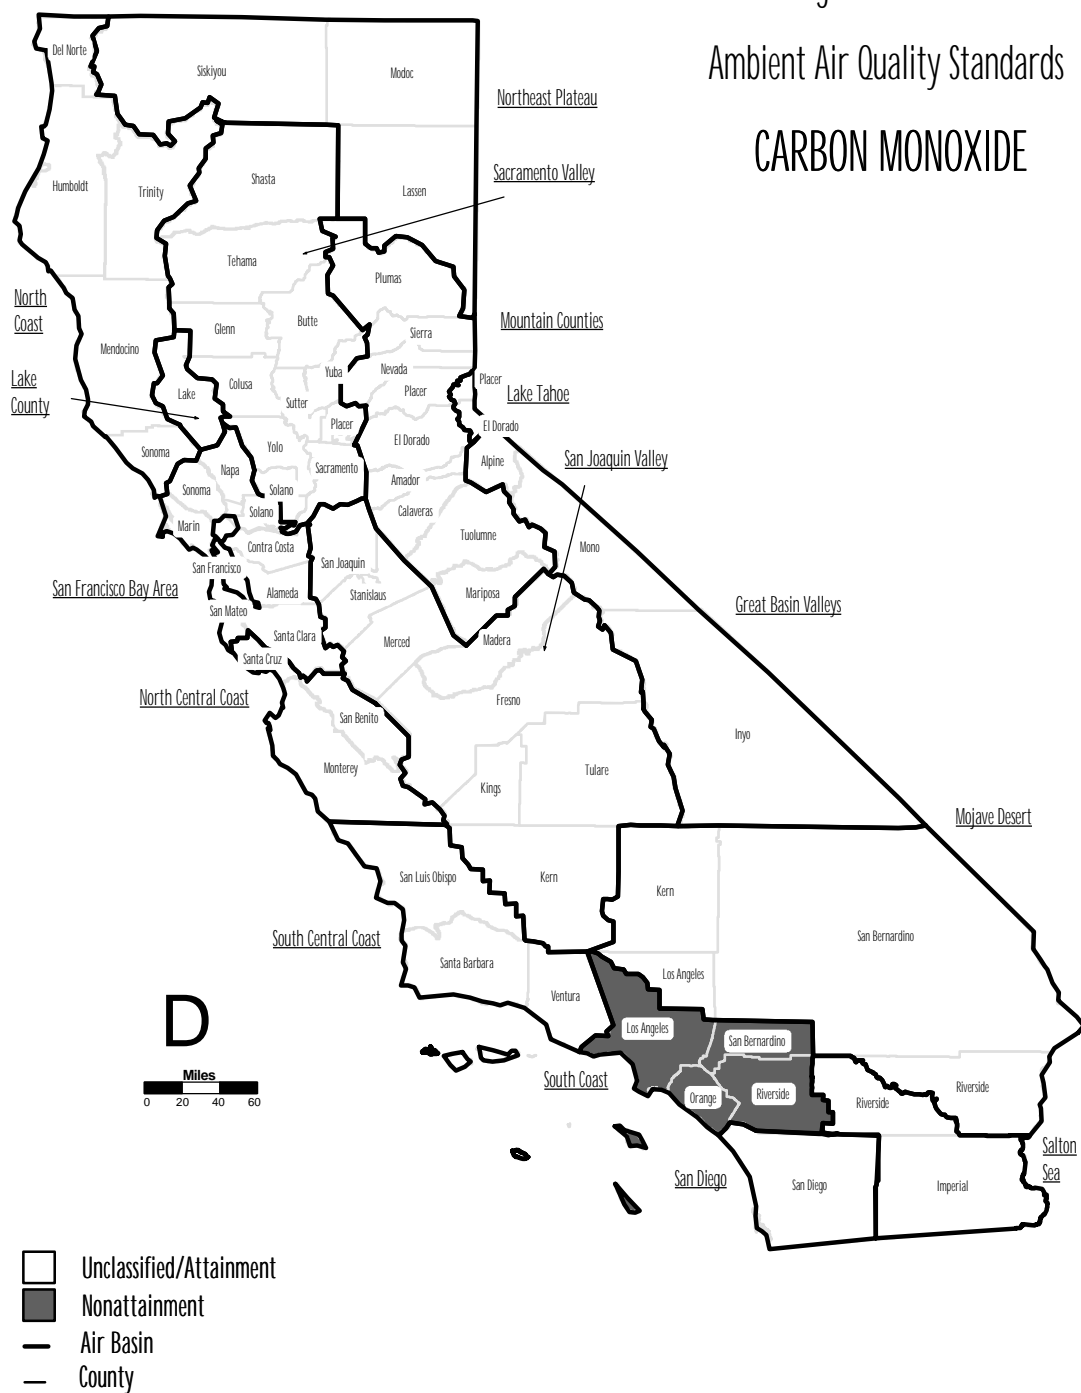 Ambient Air Quality Standards
CARBON MONOXIDE
Del Norte
Siskiyou
Modoc
Northeast Plateau
Sacramento Valley
Humboldt
Trinity
Shasta
Lassen
Tehama
Plumas
North
Coast
Mendocino
Glenn
Butte
Sierra
Mountain Counties
Lake
County
Lake
Colusa
Yuba
Nevada
Placer
Placer
Lake Tahoe
Sutter
Placer
El Dorado
El Dorado
Sonoma
Yolo
Napa
Sacramento
Alpine
San Joaquin Valley
Sonoma
Solano
Amador
Solano
Calaveras
Marin
Tuolumne
Mono
Contra Costa
San Francisco
San Joaquin
San Francisco Bay Area
Alameda
Stanislaus
Mariposa
Great Basin Valleys
San Mateo
Santa Clara
Merced
Madera
Santa Cruz
North Central Coast
Fresno
San Benito
Inyo
Monterey
Kings
Tulare
Mojave Desert
San Luis Obispo
Kern
Kern
San Bernardino
South Central Coast
Santa Barbara
Los Angeles
Ventura
D
Los Angeles
San Bernardino
Miles
0 20 40 60
South Coast
Orange
Riverside
Riverside
Riverside
Salton
Sea
San Diego
San Diego
Imperial
Unclassified/Attainment
Nonattainment
Air Basin
County